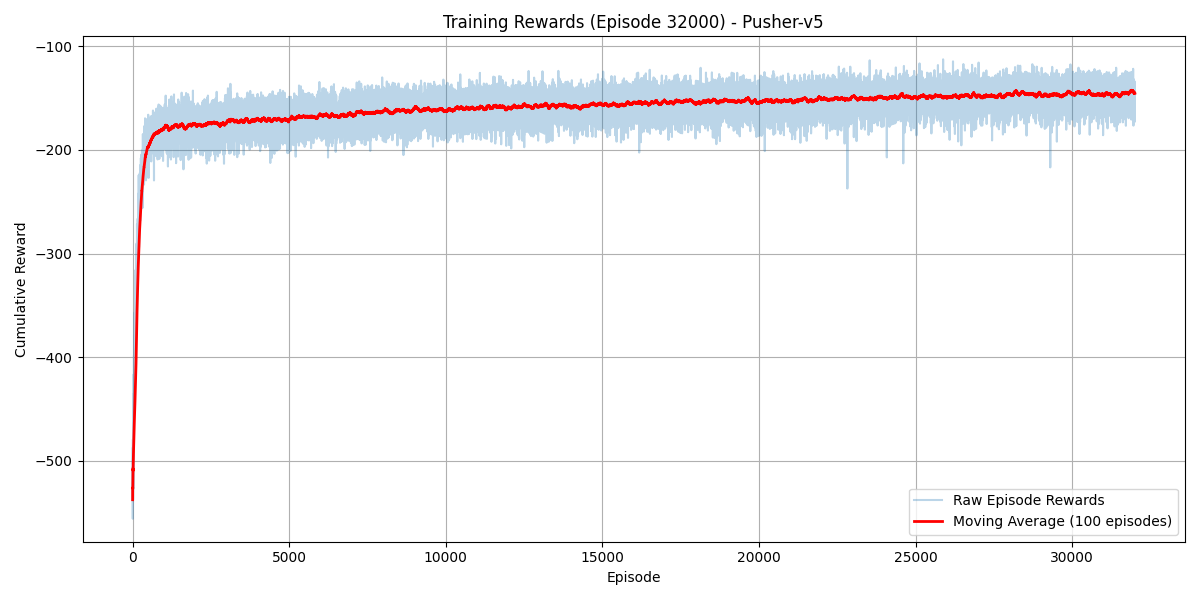 Training Rewards (Episode 32000) - Pusher-v5
−100
−200
−300
−400
−500
Cumulative Reward
Raw Episode Rewards
Moving Average (100 episodes)
0
5000
10000
15000
20000
25000
30000
Episode